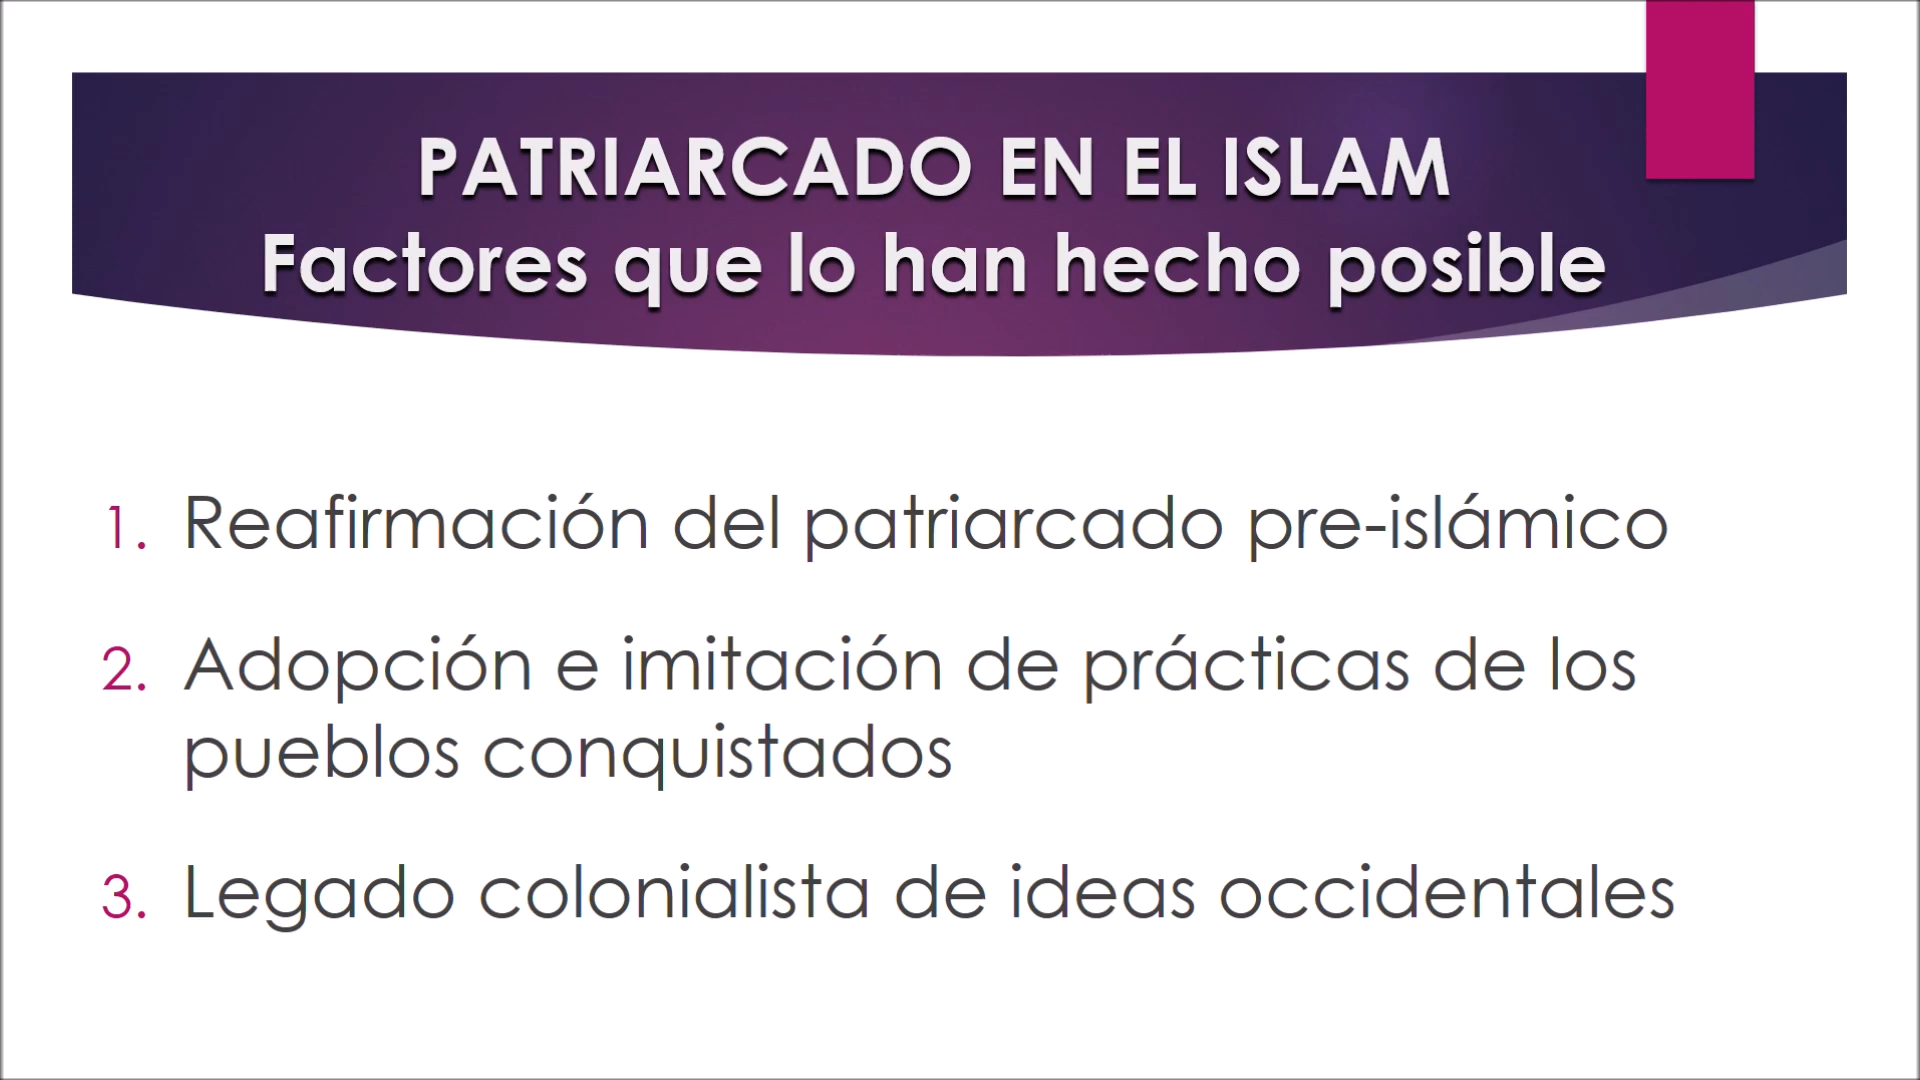 PATRIARCADO EN EL ISLAM
Factores que lo han hecho posible
1. Reafirmación del patriarcado pre-islámico
2. Adopción e imitación de prácticas de los
pueblos conquistados
3. Legado colonialista de ideas occidentales